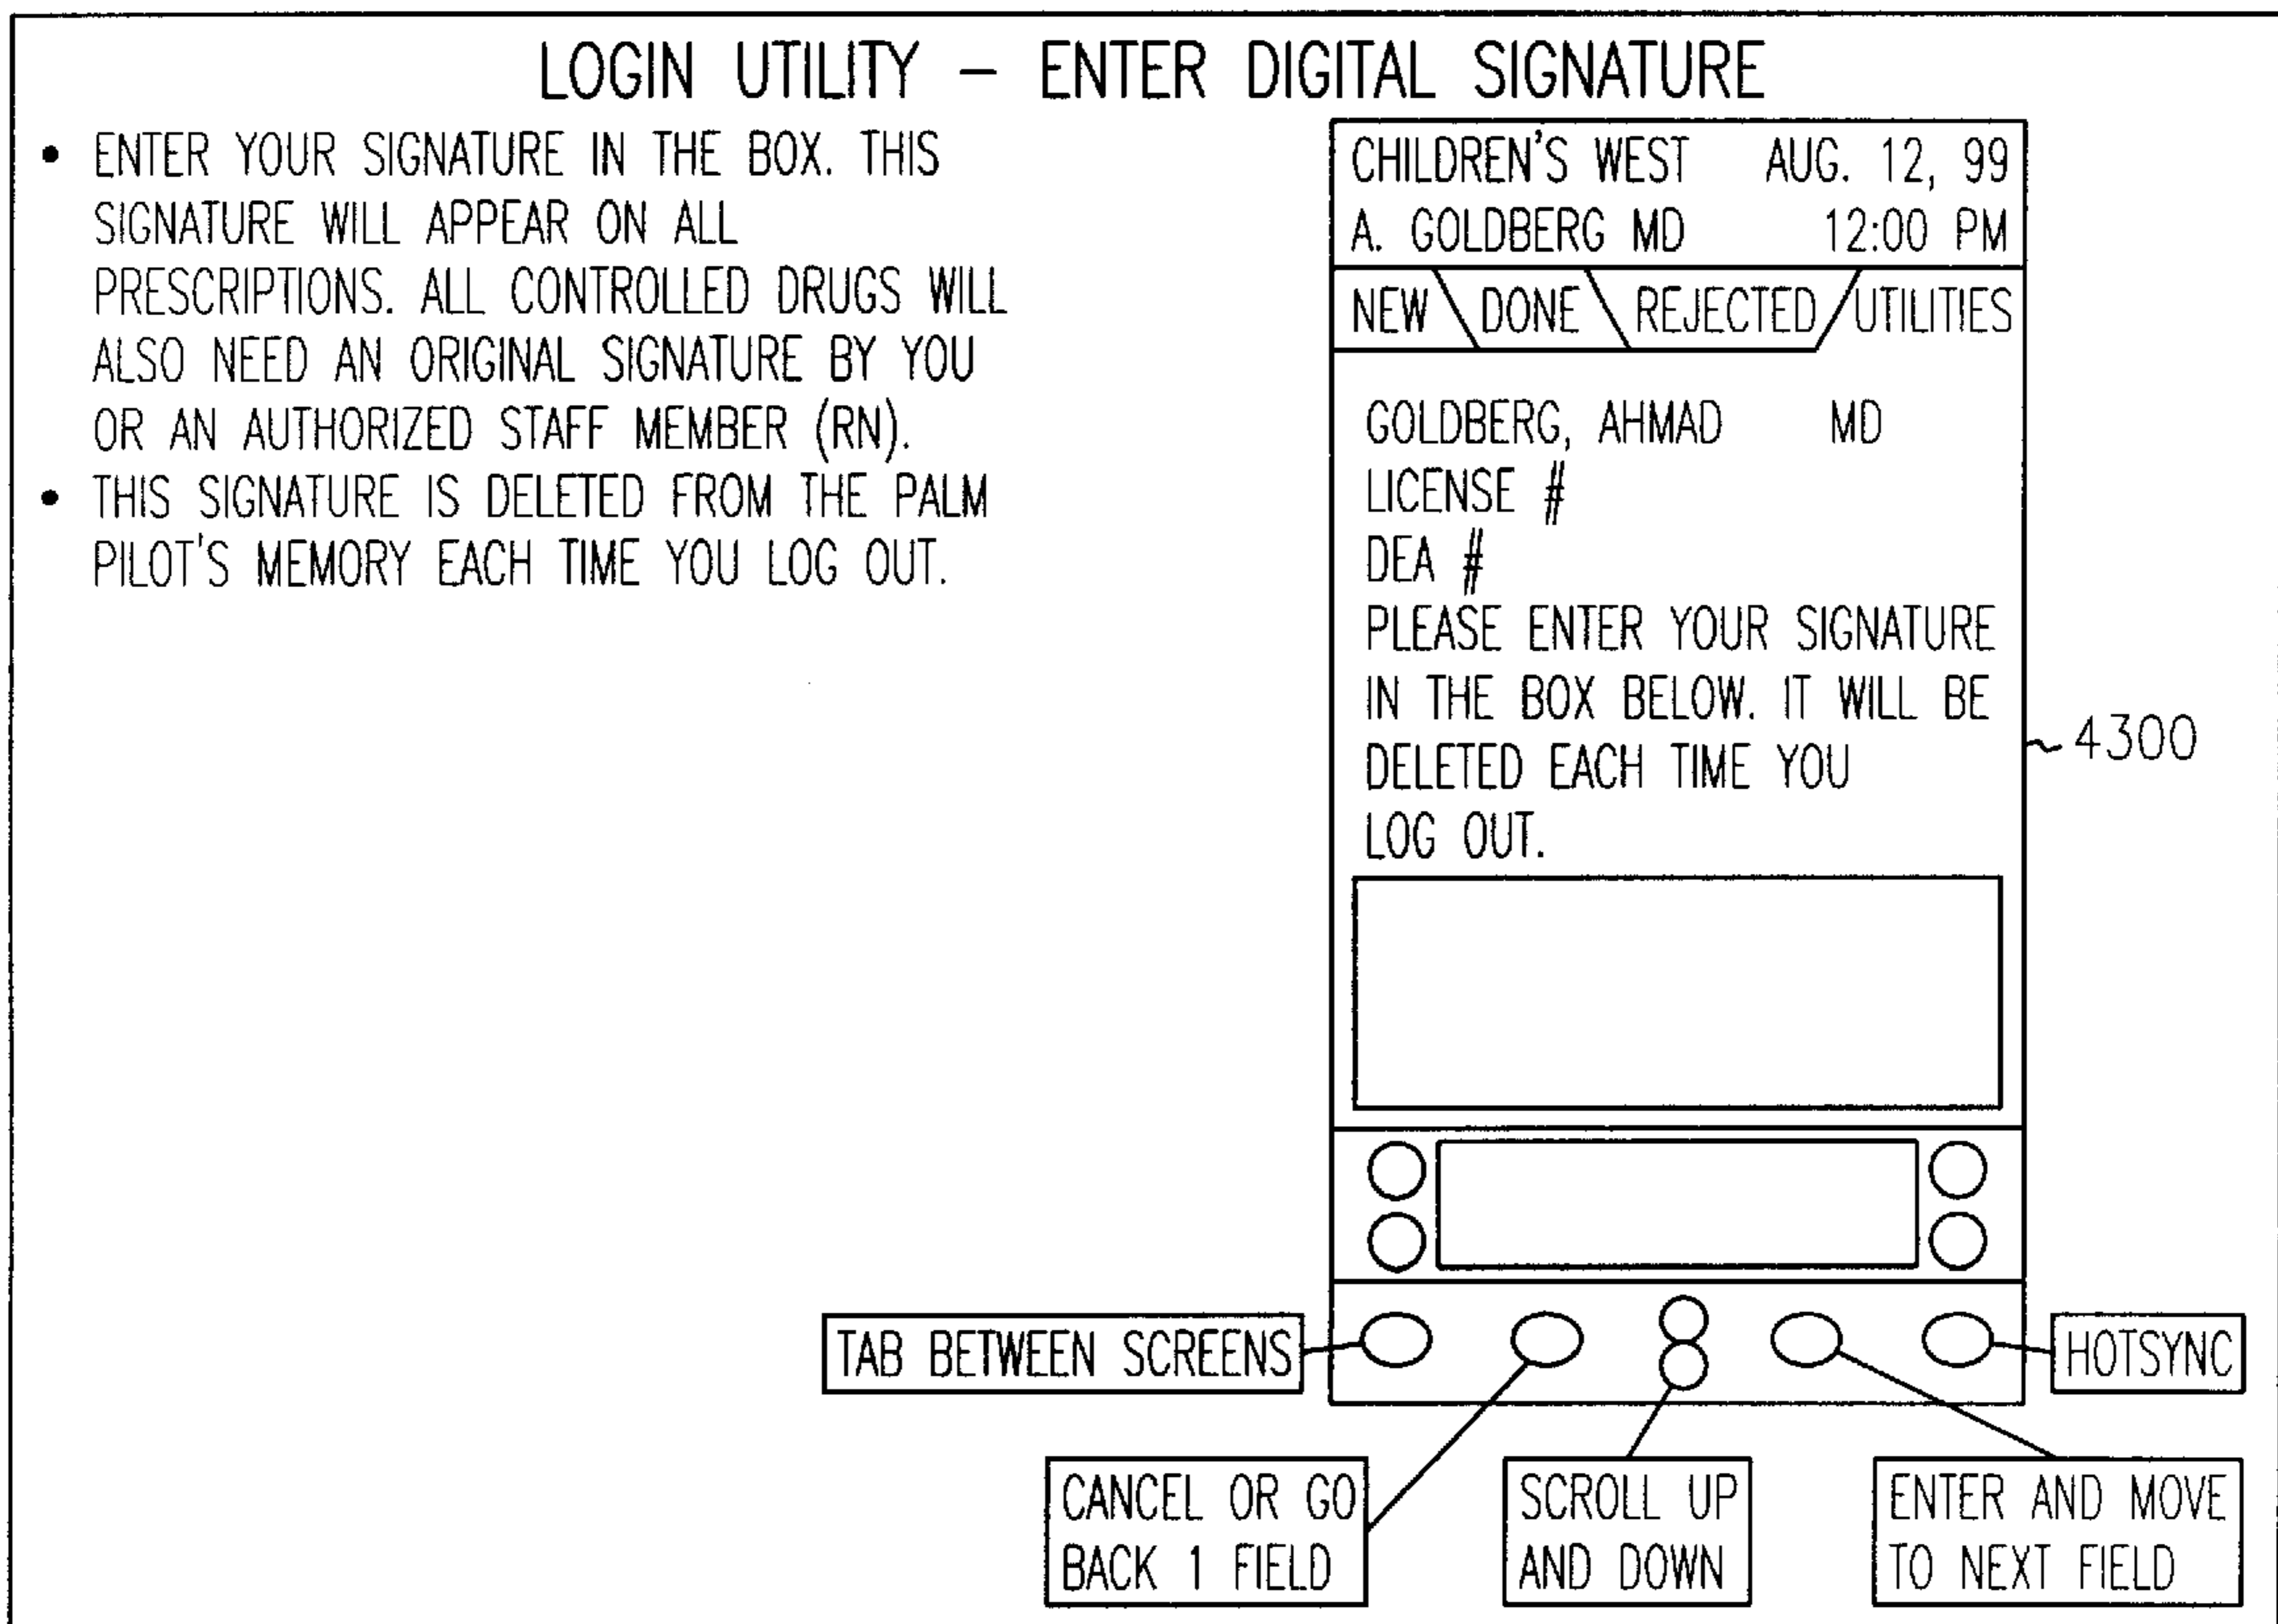 LOGIN UTILITY – ENTER DIGITAL SIGNATURE
• ENTER YOUR SIGNATURE IN THE BOX. THIS
SIGNATURE WILL APPEAR ON ALL
PRESCRIPTIONS. ALL CONTROLLED DRUGS WILL
ALSO NEED AN ORIGINAL SIGNATURE BY YOU
OR AN AUTHORIZED STAFF MEMBER (RN).
• THIS SIGNATURE IS DELETED FROM THE PALM
PILOT'S MEMORY EACH TIME YOU LOG OUT.
CHILDREN'S WEST AUG. 12, 99
A. GOLDBERG MD 12:00 PM
NEW DONE REJECTED UTILITIES
GOLDBERG, AHMAD MD
LICENSE #
DEA #
PLEASE ENTER YOUR SIGNATURE
IN THE BOX BELOW. IT WILL BE
DELETED EACH TIME YOU
LOG OUT.
4300
TAB BETWEEN SCREENS
HOTSYNC
CANCEL OR GO
BACK 1 FIELD
SCROLL UP
AND DOWN
ENTER AND MOVE
TO NEXT FIELD